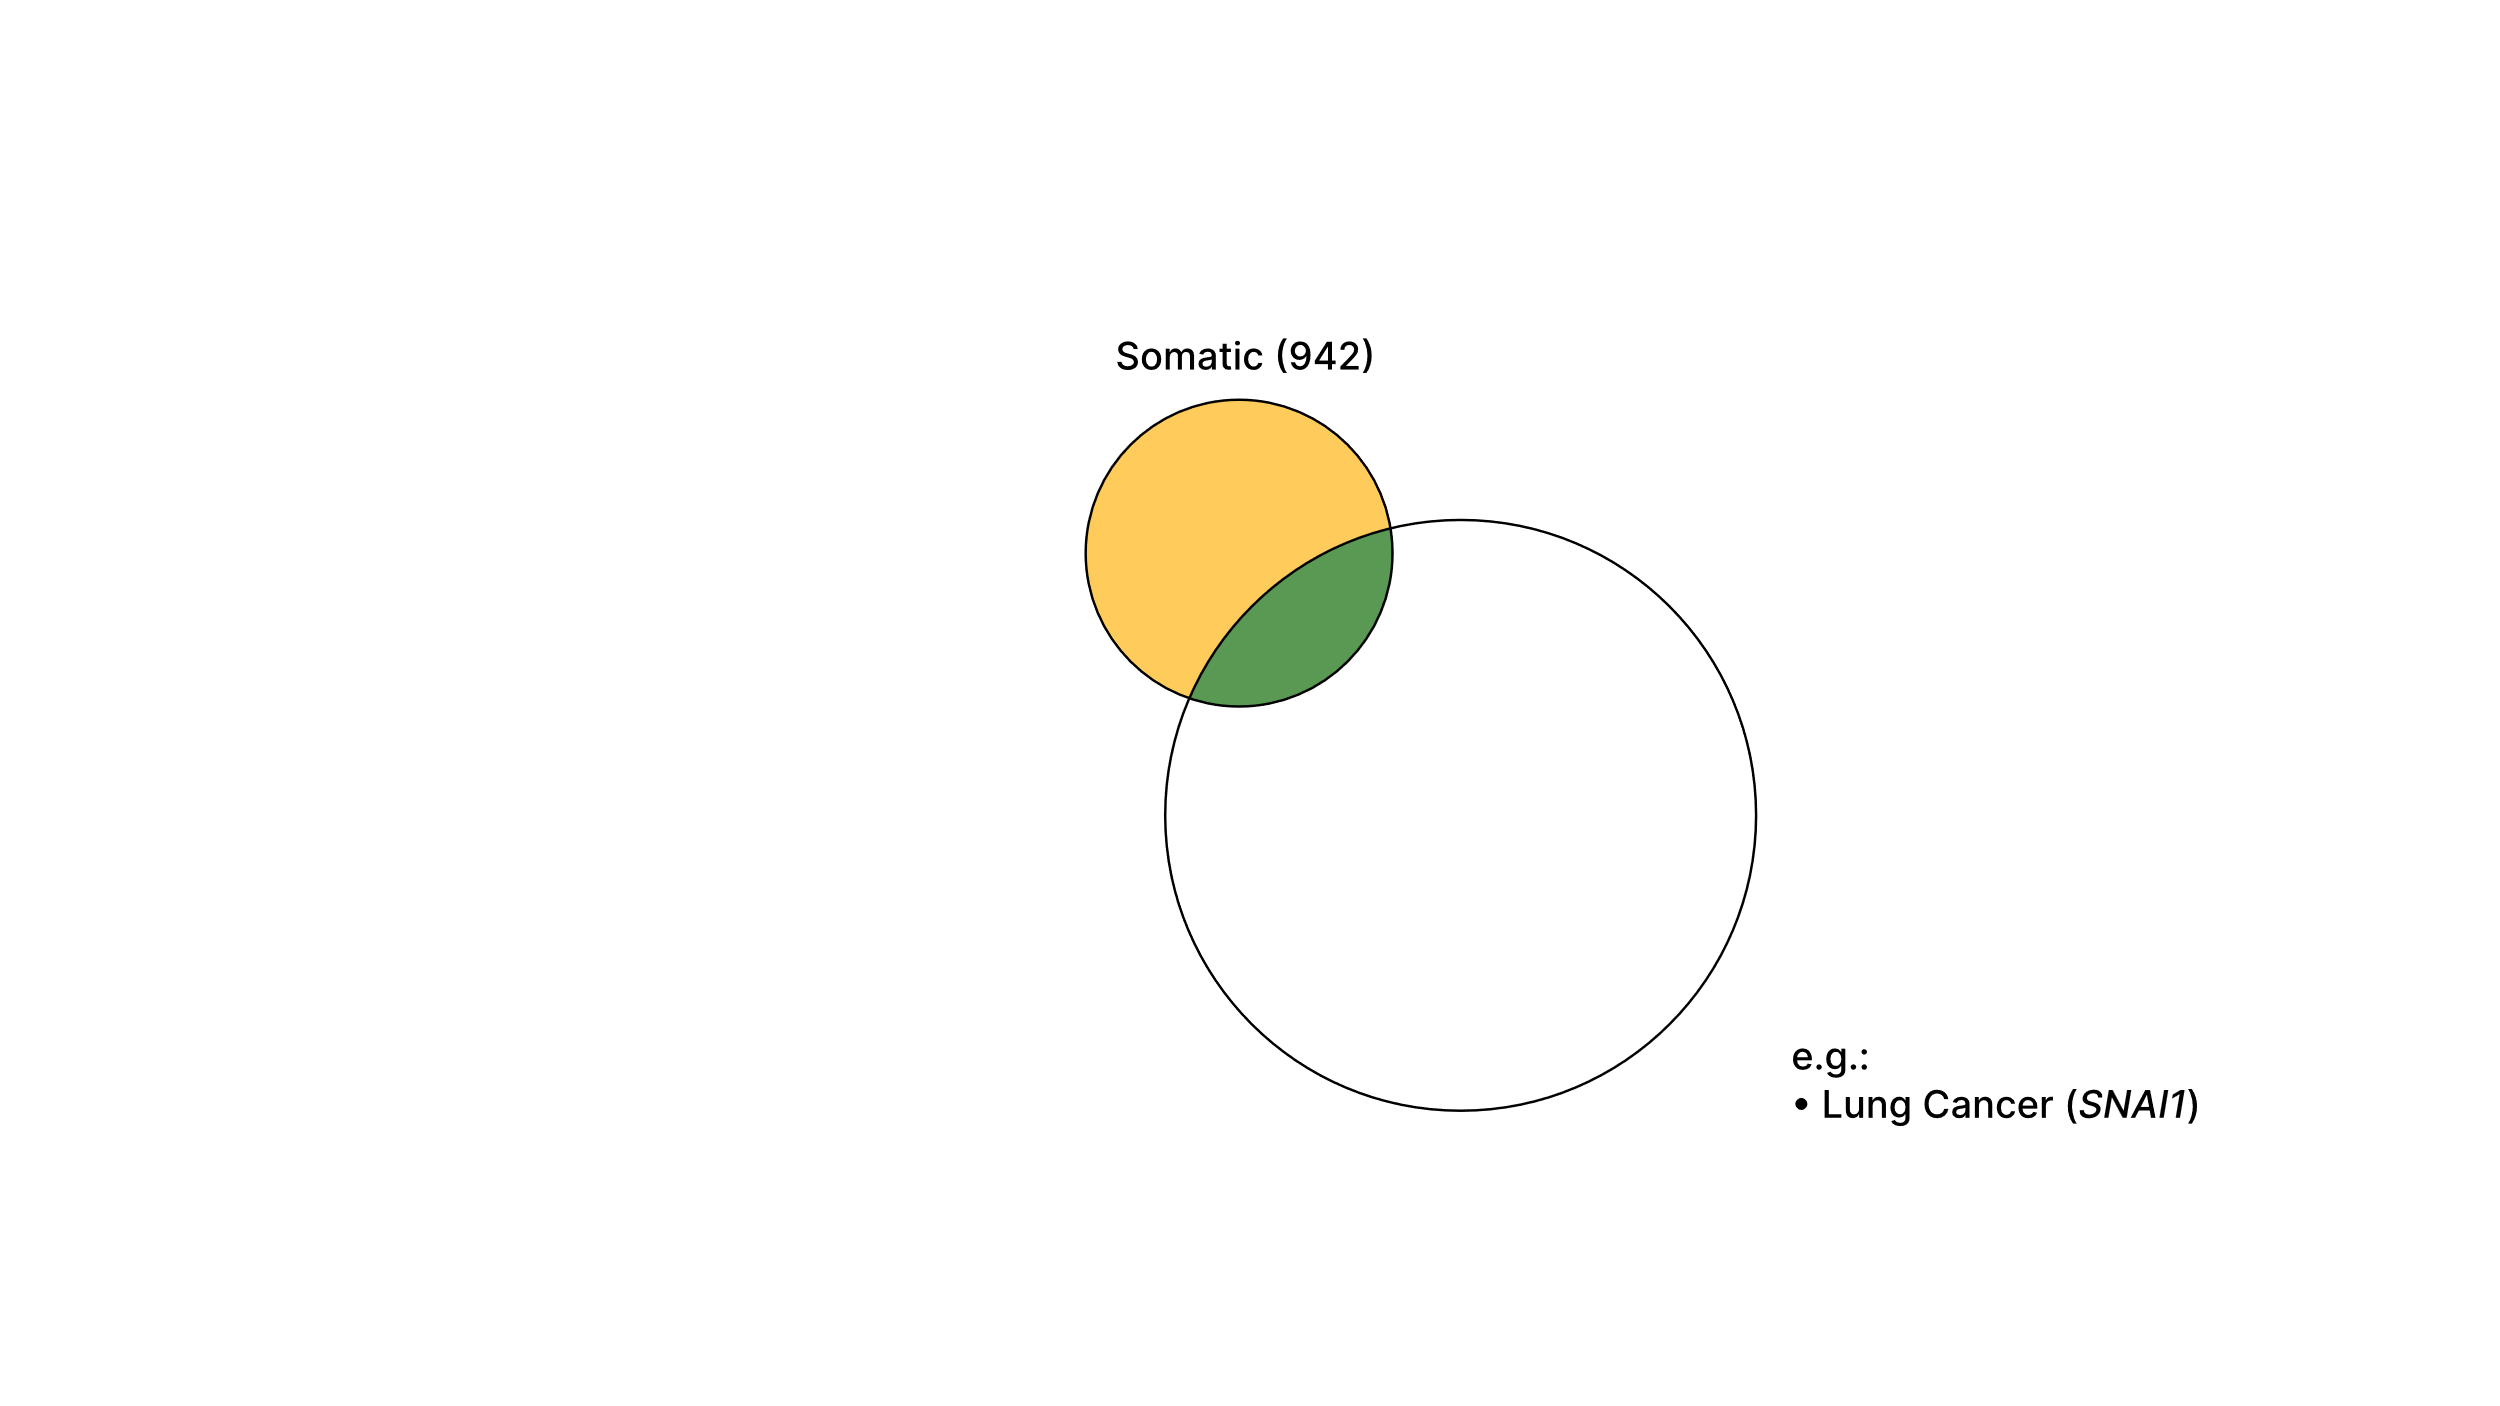 Somatic (942)
e.g.:
• Lung Cancer (SNAI1)